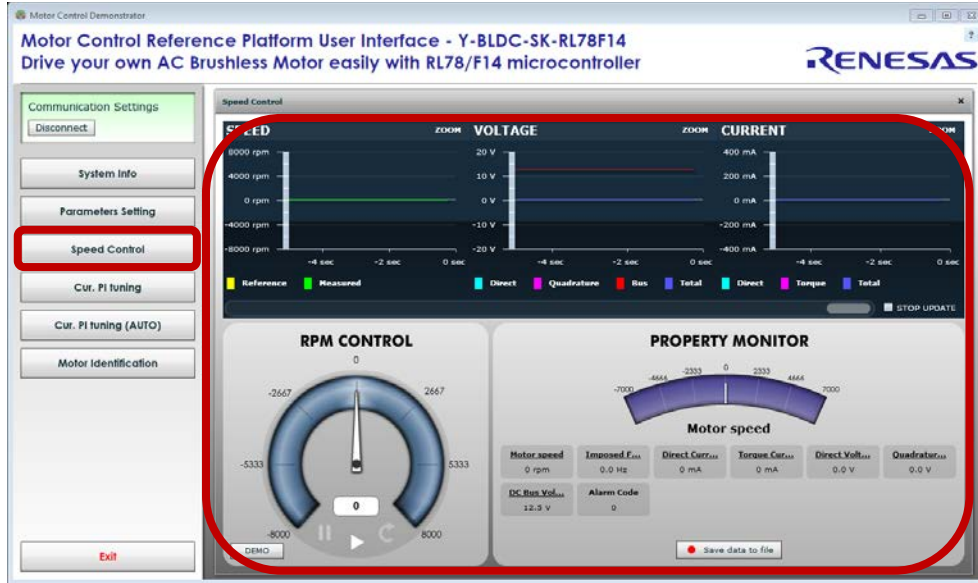 Motor Control Demonstrator
Motor Control Reference Platform User Interface - Y-BLDC-SK-RL78F14
Drive your own AC Brushless Motor easily with RL78/F14 microcontroller
?
RENESAS
Communication Settings
Disconnect
System Info
Parameters Setting
Speed Control
Cur. PI tuning
Cur. PI tuning (AUTO)
Motor Identification
Exit
Speed Control
x
SPEED ZOOM VOLTAGE ZOOM CURRENT ZOOM
8000 rpm 20 V 400 mA
4000 rpm 10 V 200 mA
0 rpm 0 V 0 mA
-4000 rpm -10 V -200 mA
-8000 rpm -20 V -400 mA
-4 sec -2 sec 0 sec -4 sec -2 sec 0 sec -4 sec -2 sec 0 sec
Reference Measured Direct Quadrature Bus Total Direct Torque Total
STOP UPDATE
RPM CONTROL
0
-2667 2667
-5333 5333
0
-8000 8000
DEMO
PROPERTY MONITOR
-7000 -4666 -2333 0 2333 4666 7000
Motor speed
Motor speed Imposed F... Direct Curr... Torque Cur... Direct Volt... Quadratur...
0 rpm 0.0 Hz 0 mA 0 mA 0.0 V 0.0 V
DC Bus Vol... Alarm Code
12.5 V 0
Save data to file